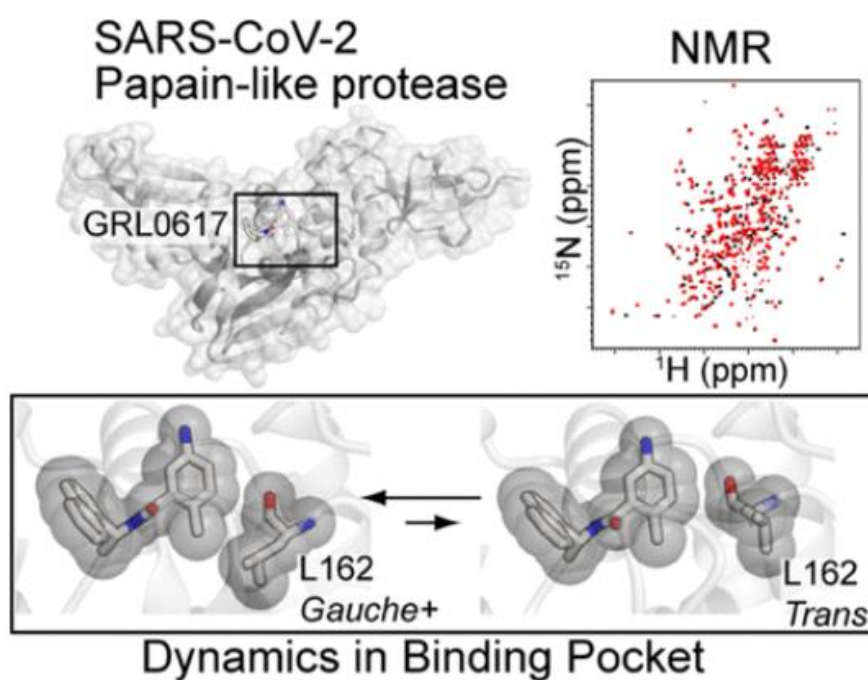 SARS-CoV-2
Papain-like protease
NMR
GRL0617
¹⁵N (ppm)
¹H (ppm)
L162
Gauche+
L162
Trans
Dynamics in Binding Pocket